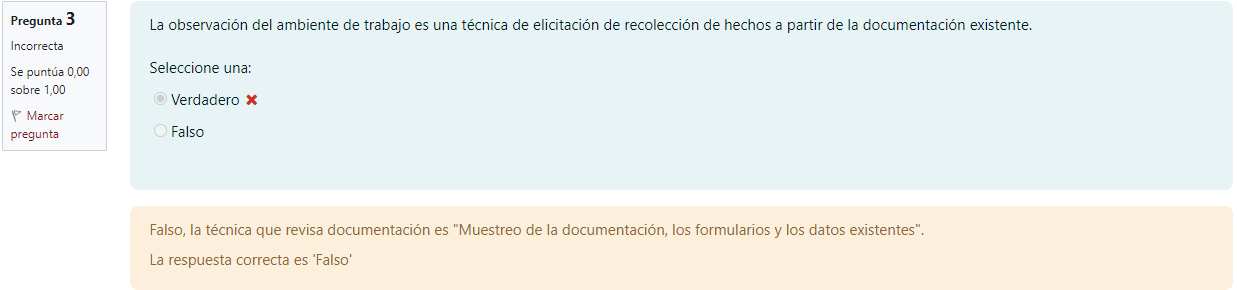 Pregunta 3
Incorrecta
Se puntúa 0,00
sobre 1,00
Marcar
pregunta
La observación del ambiente de trabajo es una técnica de elicitación de recolección de hechos a partir de la documentación existente.
Seleccione una:
Verdadero
Falso
Falso, la técnica que revisa documentación es "Muestreo de la documentación, los formularios y los datos existentes".
La respuesta correcta es 'Falso'